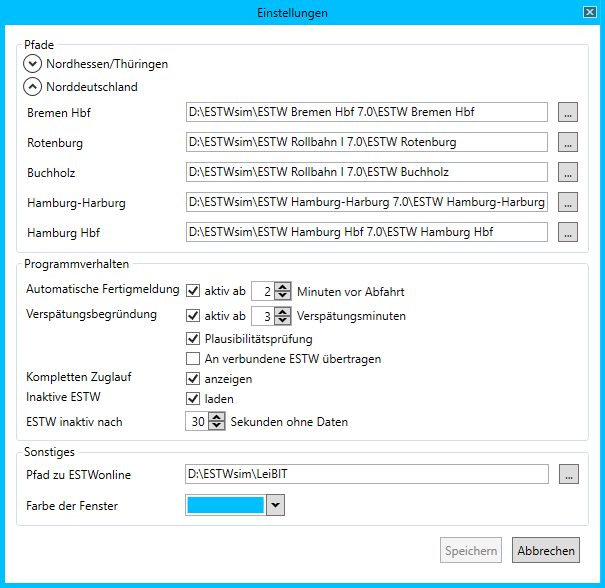 Einstellungen
Pfade
Nordhessen/Thüringen
Norddeutschland
Bremen Hbf D:\ESTWsim\ESTW Bremen Hbf 7.0\ESTW Bremen Hbf ...
Rotenburg D:\ESTWsim\ESTW Rollbahn I 7.0\ESTW Rotenburg ...
Buchholz D:\ESTWsim\ESTW Rollbahn I 7.0\ESTW Buchholz ...
Hamburg-Harburg D:\ESTWsim\ESTW Hamburg-Harburg 7.0\ESTW Hamburg-Harburg ...
Hamburg Hbf D:\ESTWsim\ESTW Hamburg Hbf 7.0\ESTW Hamburg Hbf ...
Programmverhalten
Automatische Fertigmeldung aktiv ab 2 Minuten vor Abfahrt
Verspätungsbegründung aktiv ab 3 Verspätungsminuten
Plausibilitätsprüfung
An verbundene ESTW übertragen
Kompletten Zuglauf anzeigen
Inaktive ESTW laden
ESTW inaktiv nach 30 Sekunden ohne Daten
Sonstiges
Pfad zu ESTWonline D:\ESTWsim\LeiBIT ...
Farbe der Fenster
Speichern Abbrechen